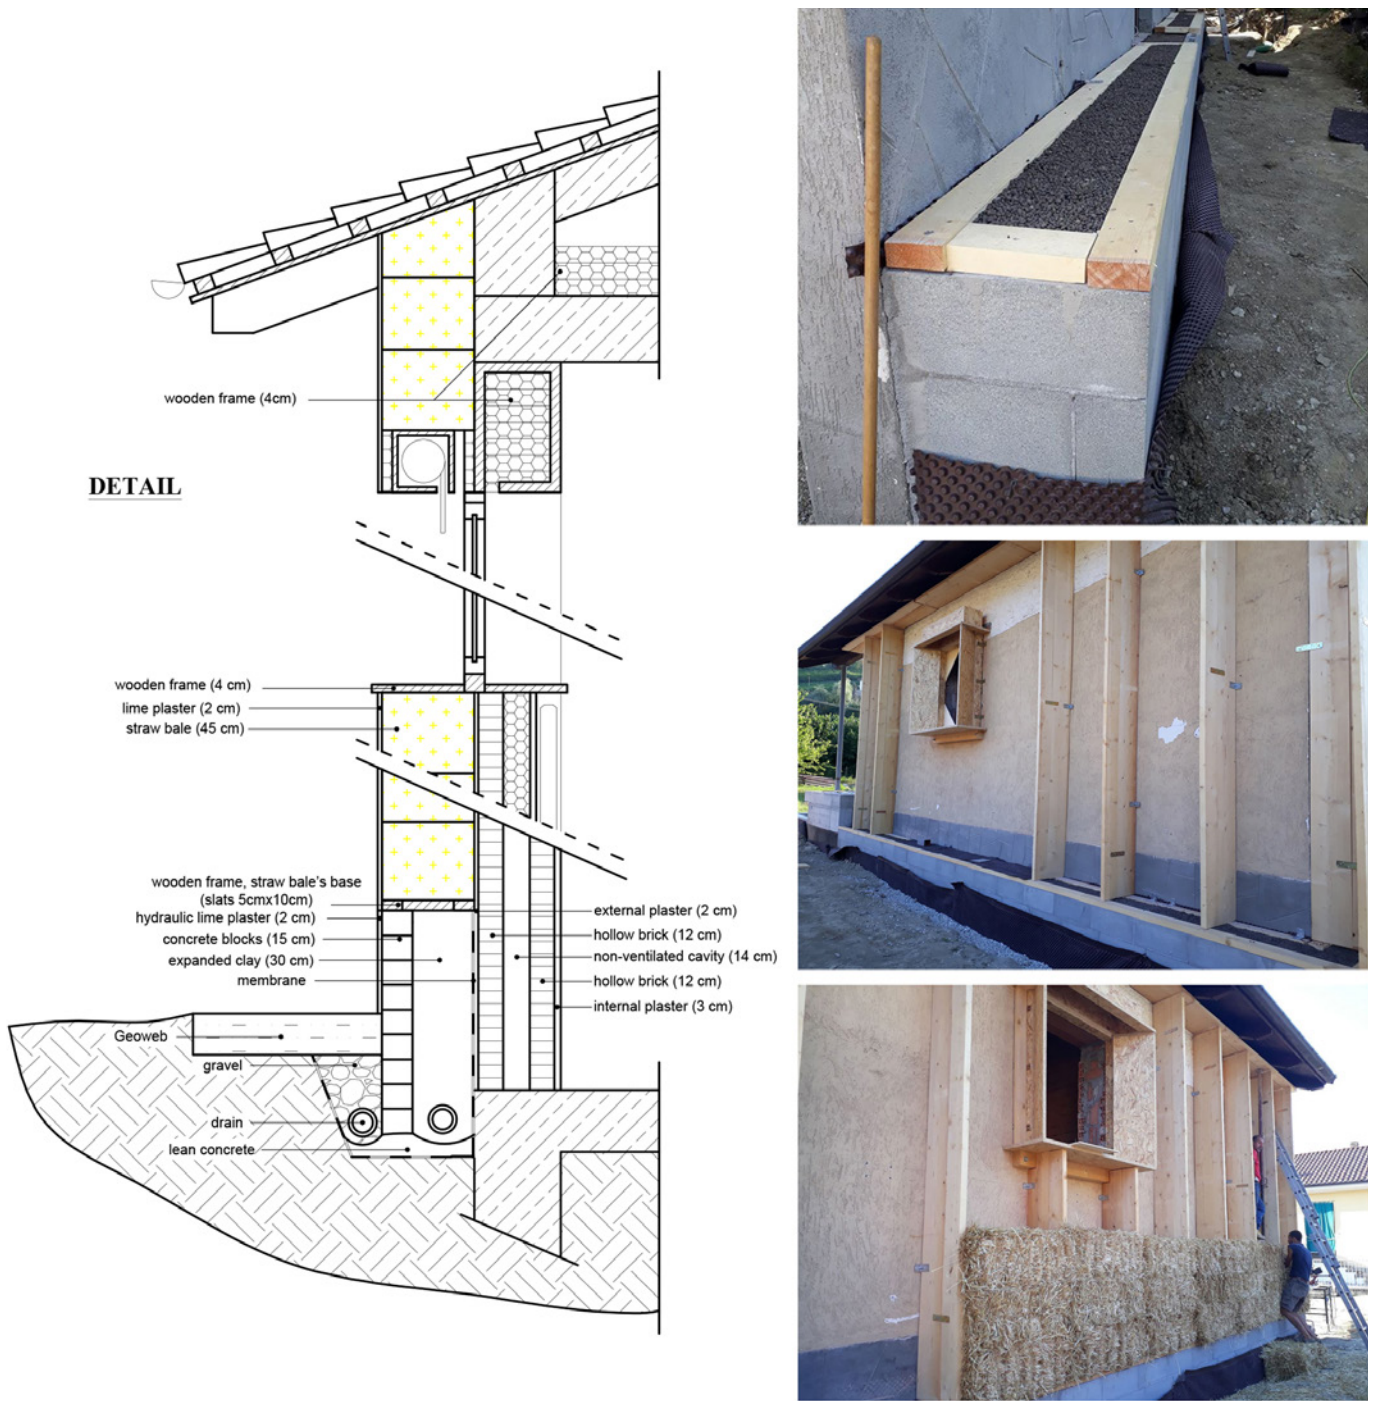 wooden frame (4cm)
DETAIL
wooden frame (4 cm)
lime plaster (2 cm)
straw bale (45 cm)
wooden frame, straw bale's base
(slats 5cmx10cm)
hydraulic lime plaster (2 cm)
concrete blocks (15 cm)
expanded clay (30 cm)
membrane
external plaster (2 cm)
hollow brick (12 cm)
non-ventilated cavity (14 cm)
hollow brick (12 cm)
internal plaster (3 cm)
Geoweb
gravel
drain
lean concrete